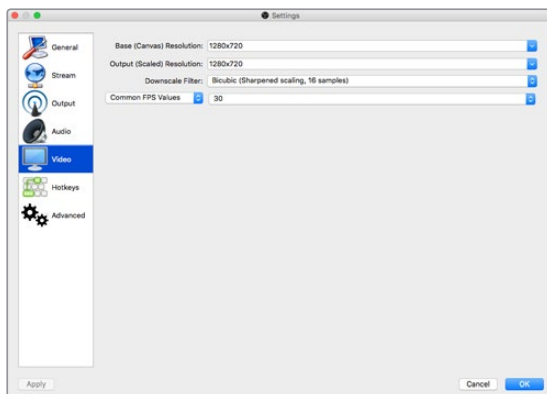 Settings
General
Stream
Output
Audio
Video
Hotkeys
Advanced
Base (Canvas) Resolution: 1280x720
Output (Scaled) Resolution: 1280x720
Downscale Filter: Bicubic (Sharpened scaling, 16 samples)
Common FPS Values 30
Apply Cancel OK